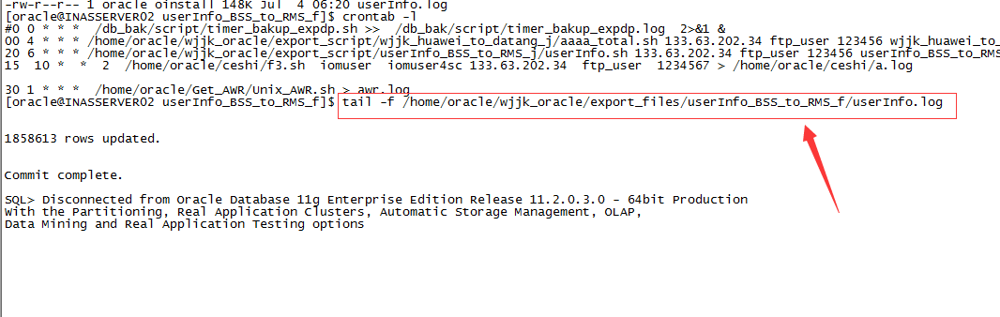 -rw-r--r-- 1 oracle oinstall 148K Jul  4 06:20 userInfo.log
[oracle@INASSERVER02 userInfo_BSS_to_RMS_f]$ crontab -l
#0 0 * * *  /db_bak/script/timer_bakup_expdp.sh >>  /db_bak/script/timer_bakup_expdp.log  2>&1 &
00 4 * * * /home/oracle/wjjk_oracle/export_script/wjjk_huawei_to_datang_j/aaaa_total.sh 133.63.202.34 ftp_user 123456 wjjk_huawei_to_
20 6 * * * /home/oracle/wjjk_oracle/export_script/userInfo_BSS_to_RMS_j/userInfo.sh 133.63.202.34 ftp_user 123456 userInfo_BSS_to_RMS
15  10 *  *  2  /home/oracle/ceshi/f3.sh  iomuser  iomuser4sc 133.63.202.34  ftp_user  1234567 > /home/oracle/ceshi/a.log
30 1 * * *  /home/oracle/Get_AWR/Unix_AWR.sh > awr.log
[oracle@INASSERVER02 userInfo_BSS_to_RMS_f]$ tail -f /home/oracle/wjjk_oracle/export_files/userInfo_BSS_to_RMS_f/userInfo.log
1858613 rows updated.
Commit complete.
SQL> Disconnected from Oracle Database 11g Enterprise Edition Release 11.2.0.3.0 - 64bit Production
With the Partitioning, Real Application Clusters, Automatic Storage Management, OLAP,
Data Mining and Real Application Testing options